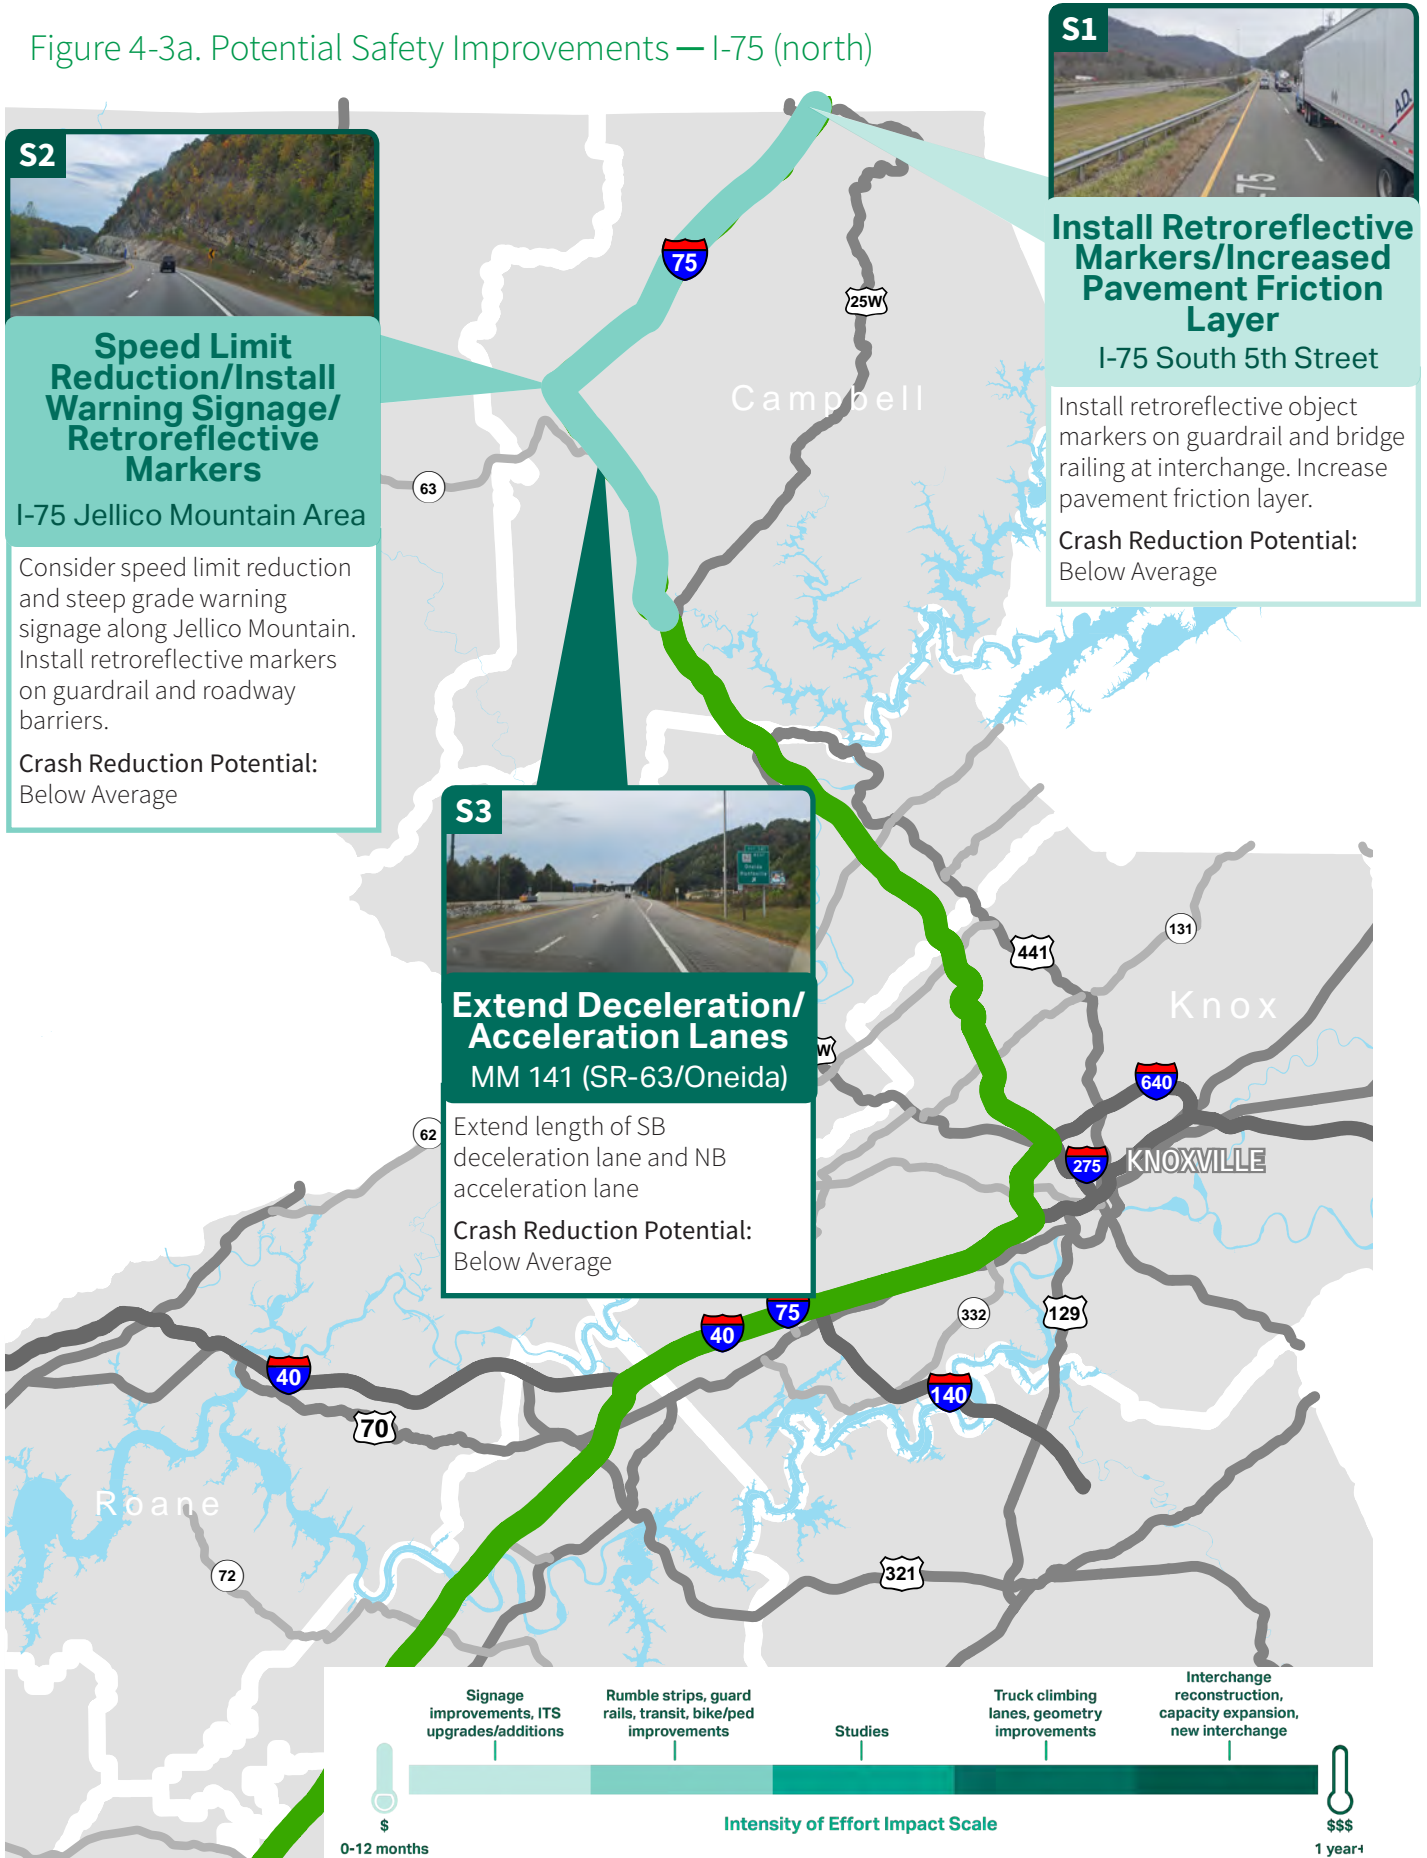 Figure 4-3a. Potential Safety Improvements — I-75 (north)
S1
A.D.
75
Install Retroreflective
Markers/Increased
Pavement Friction
Layer
I-75 South 5th Street
Install retroreflective object
markers on guardrail and bridge
railing at interchange. Increase
pavement friction layer.
Crash Reduction Potential:
Below Average
S2
Speed Limit
Reduction/Install
Warning Signage/
Retroreflective
Markers
I-75 Jellico Mountain Area
Consider speed limit reduction
and steep grade warning
signage along Jellico Mountain.
Install retroreflective markers
on guardrail and roadway
barriers.
Crash Reduction Potential:
Below Average
75
25W
Campbell
63
S3
Extend Deceleration/
Acceleration Lanes
MM 141 (SR-63/Oneida)
Extend length of SB
deceleration lane and NB
acceleration lane
Crash Reduction Potential:
Below Average
441
131
Knox
W
640
62
275
KNOXVILLE
75
40
332
129
40
140
70
Roane
72
321
Signage
improvements, ITS
upgrades/additions
Rumble strips, guard
rails, transit, bike/ped
improvements
Studies
Truck climbing
lanes, geometry
improvements
Interchange
reconstruction,
capacity expansion,
new interchange
$
0-12 months
Intensity of Effort Impact Scale
$$$
1 year+